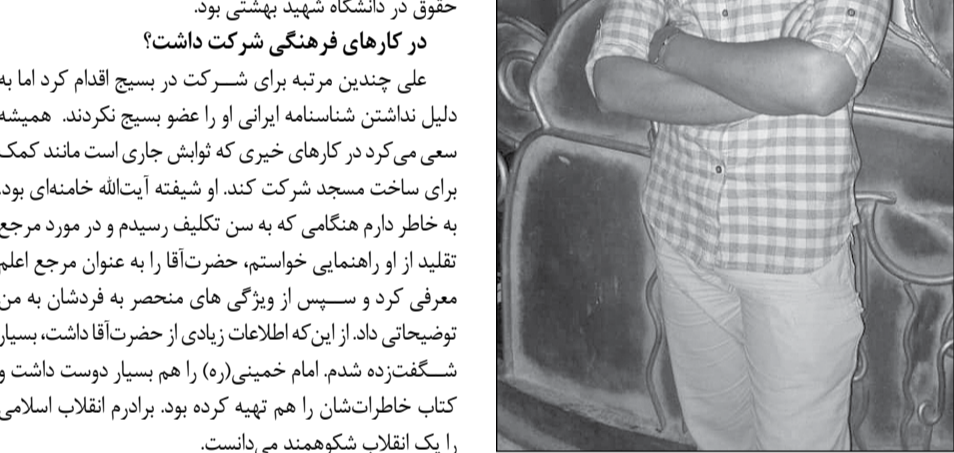 حقوق در دانشگاه شهید بهشتی بود.
در کارهای فرهنگی شرکت داشت؟
علی چندین مرتبه برای شــرکت در بسیج اقدام کرد اما به
دلیل نداشتن شناسنامه ایرانی او را عضو بسیج نکردند. همیشه
سعی می‌کرد در کارهای خیری که ثوابش جاری است مانند کمک
برای ساخت مسجد شرکت کند. او شیفته آیت‌الله خامنه‌ای بود.
به خاطر دارم هنگامی که به سن تکلیف رسیدم و در مورد مرجع
تقلید از او راهنمایی خواستم، حضرت‌آقا را به عنوان مرجع اعلم
معرفی کرد و ســپس از ویژگی های منحصر به فردشان به من
توضیحاتی داد. از این‌که اطلاعات زیادی از حضرت‌آقا داشت، بسیار
شــگفت‌زده شدم. امام خمینی(ره) را هم بسیار دوست داشت و
کتاب خاطرات‌شان را هم تهیه کرده بود. برادرم انقلاب اسلامی
را یک انقلاب شکوهمند می‌دانست.